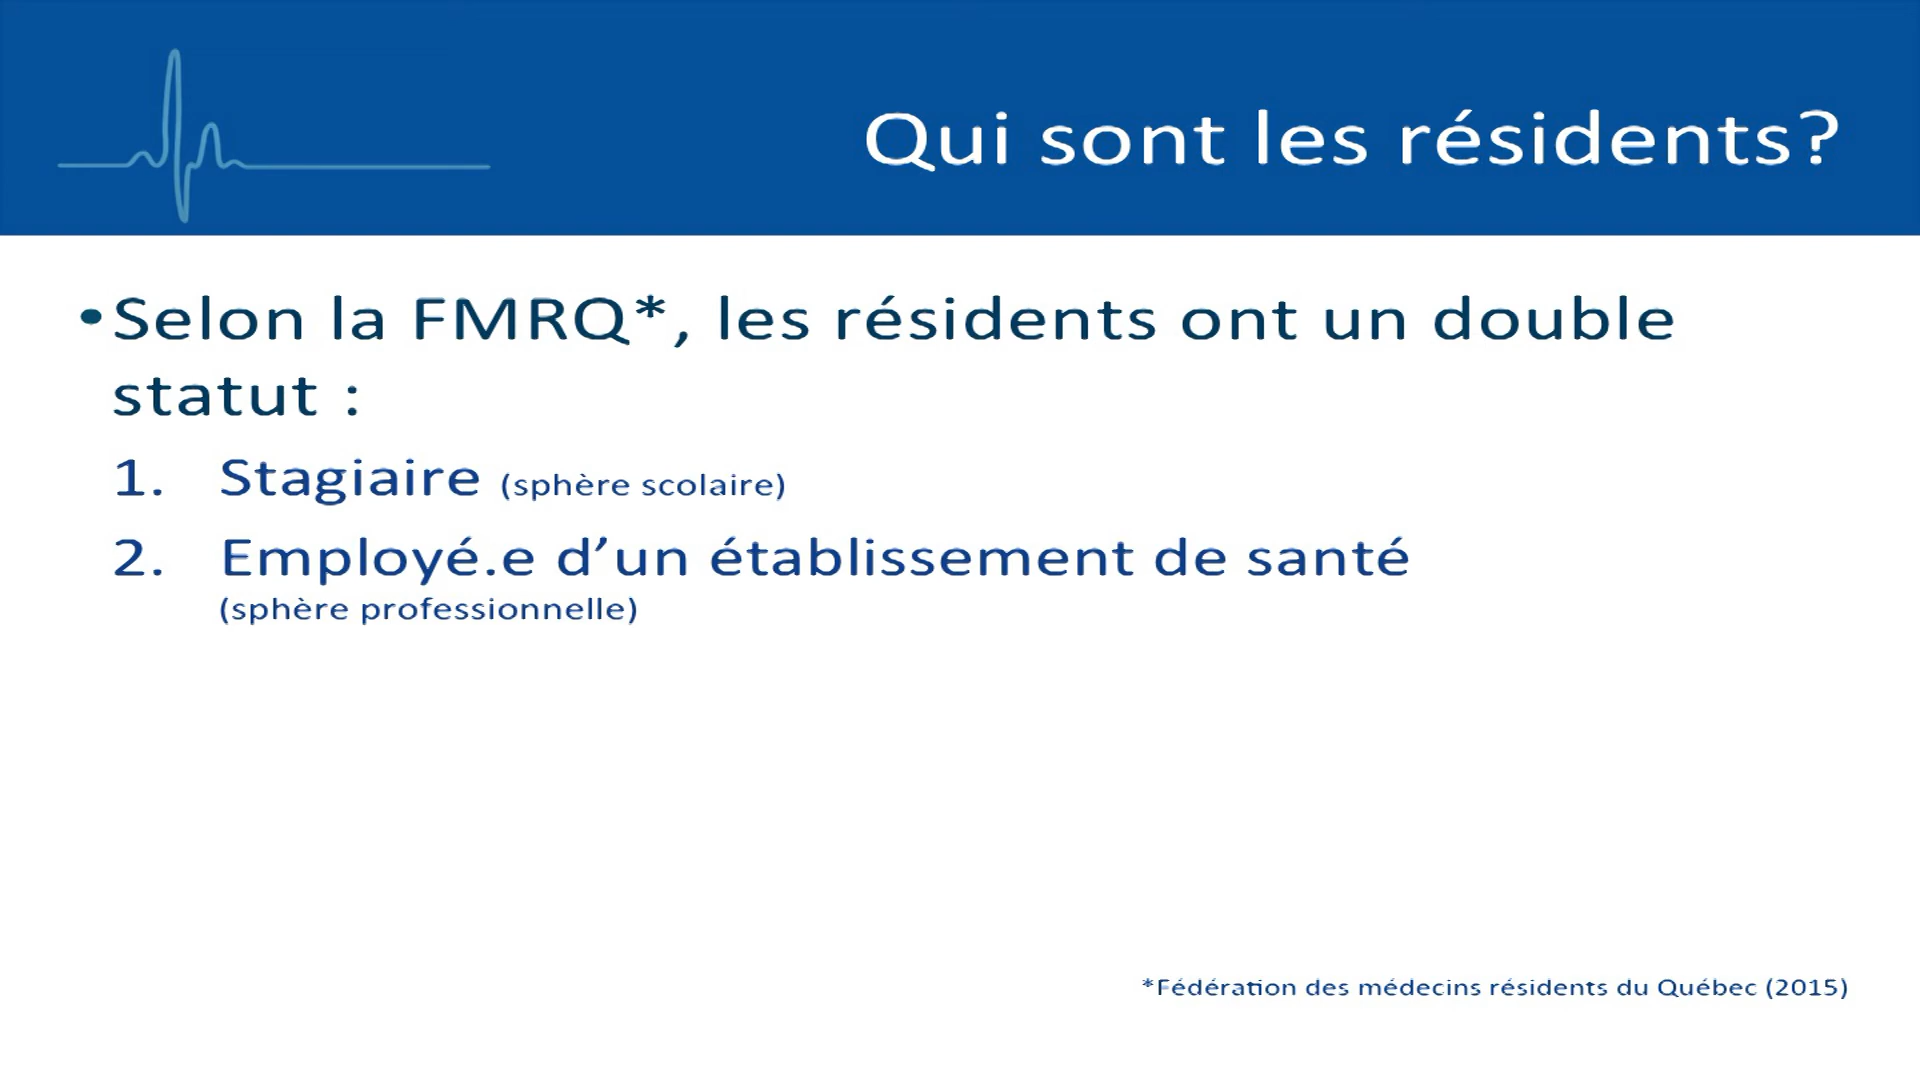 Qui sont les résidents?
•Selon la FMRQ*, les résidents ont un double
statut :
1. Stagiaire (sphère scolaire)
2. Employé.e d’un établissement de santé
(sphère professionnelle)
*Fédération des médecins résidents du Québec (2015)